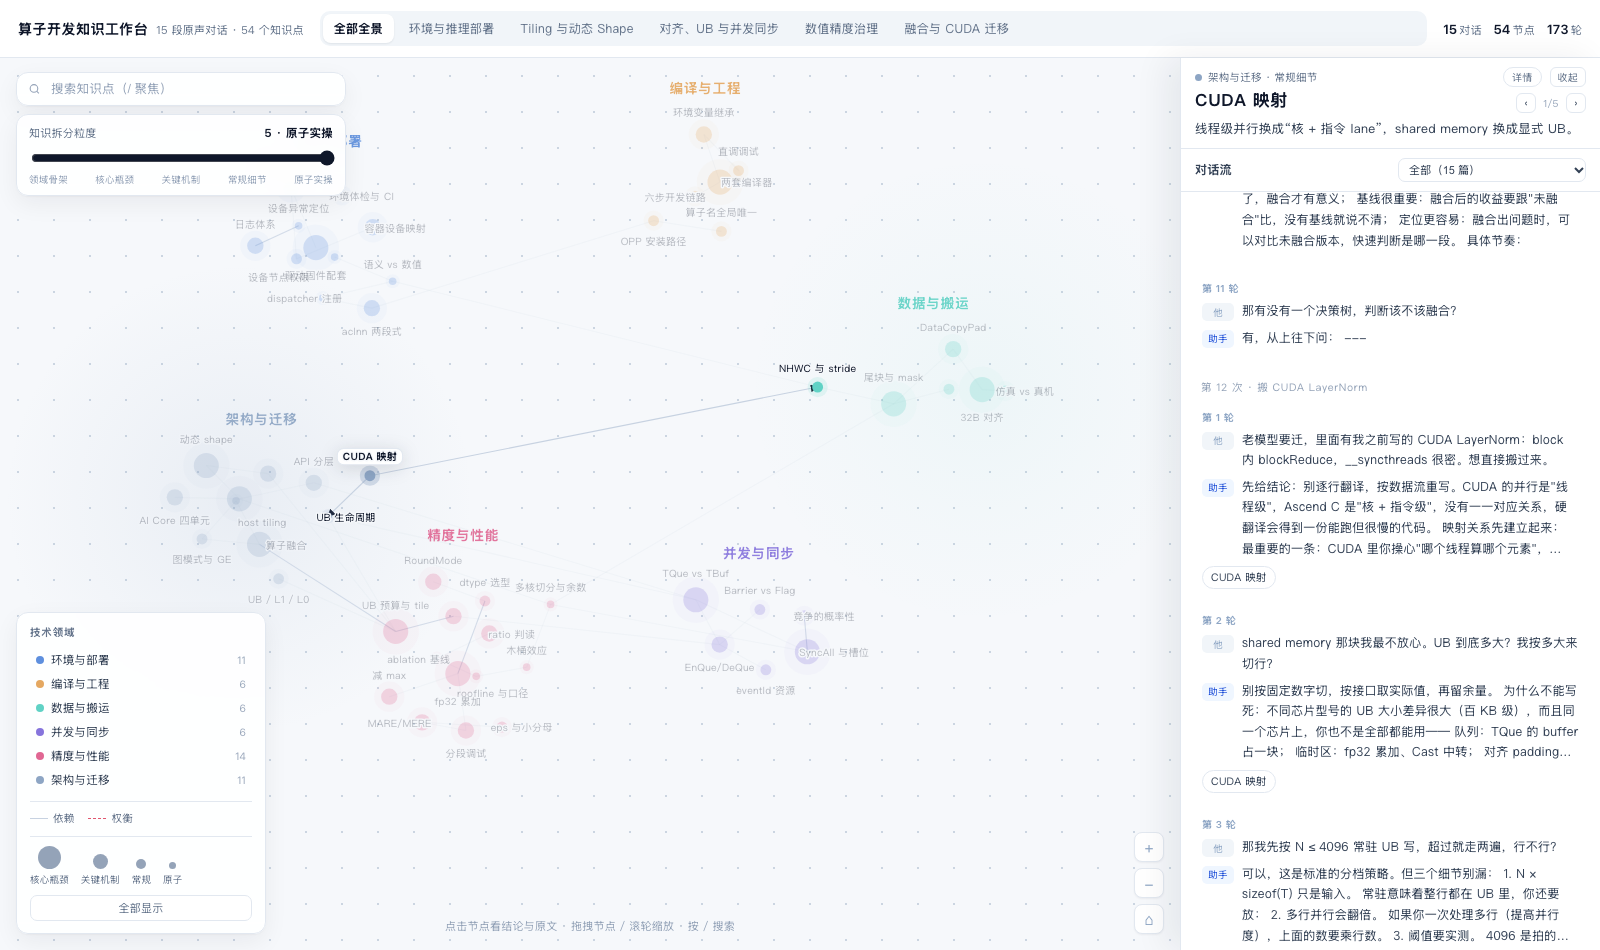 算子开发知识工作台 15 段原声对话 · 54 个知识点
全部全景 环境与推理部署 Tiling 与动态 Shape 对齐、UB 与并发同步 数值精度治理 融合与 CUDA 迁移
15 对话 54 节点 173 轮
搜索知识点（/ 聚焦）
知识拆分粒度 5 · 原子实操
领域骨架 核心瓶颈 关键机制 常规细节 原子实操
署
环境体检与 CI
设备异常定位
日志体系
容器设备映射
设备节点权限
固件配套
语义 vs 数值
dispatcher 注册
aclnn 两段式
编译与工程
环境变量继承
直调调试
两套编译器
六步开发链路
算子名全局唯一
OPP 安装路径
数据与搬运
DataCopyPad
NHWC 与 stride
尾块与 mask
仿真 vs 真机
32B 对齐
架构与迁移
动态 shape
API 分层
CUDA 映射
AI Core 四单元
host tiling
UB 生命周期
算子融合
图模式与 GE
UB / L1 / L0
精度与性能
RoundMode
dtype 选型
多核切分与余数
UB 预算与 tile
ratio 判读
木桶效应
ablation 基线
减 max
roofline 与口径
fp32 累加
MARE/MERE
eps 与小分母
分段调试
并发与同步
TQue vs TBuf
Barrier vs Flag
竞争的概率性
SyncAll 与槽位
EnQue/DeQue
eventId 资源
技术领域
环境与部署 11
编译与工程 6
数据与搬运 6
并发与同步 6
精度与性能 14
架构与迁移 11
依赖 权衡
核心瓶颈 关键机制 常规 原子
全部显示
点击节点看结论与原文 · 拖拽节点 / 滚轮缩放 · 按 / 搜索
+
−
⌂
架构与迁移 · 常规细节 详情 收起
CUDA 映射 ‹ 1/5 ›
线程级并行换成“核 + 指令 lane”，shared memory 换成显式 UB。
对话流 全部（15 篇）
了，融合才有意义； 基线很重要：融合后的收益要跟"未融
合"比，没有基线就说不清； 定位更容易：融合出问题时，可
以对比未融合版本，快速判断是哪一段。 具体节奏：
第 11 轮
他 那有没有一个决策树，判断该不该融合？
助手 有，从上往下问： ---
第 12 次 · 搬 CUDA LayerNorm
第 1 轮
他 老模型要迁，里面有我之前写的 CUDA LayerNorm：block
内 blockReduce，__syncthreads 很密。想直接搬过来。
助手 先给结论：别逐行翻译，按数据流重写。CUDA 的并行是"线
程级"，Ascend C 是"核 + 指令级"，没有一一对应关系，硬
翻译会得到一份能跑但很慢的代码。 映射关系先建立起来：
最重要的一条：CUDA 里你操心"哪个线程算哪个元素"，...
CUDA 映射
第 2 轮
他 shared memory 那块我最不放心。UB 到底多大？我按多大来
切行？
助手 别按固定数字切，按接口取实际值，再留余量。 为什么不能写
死：不同芯片型号的 UB 大小差异很大（百 KB 级），而且同
一个芯片上，你也不是全部都能用—— 队列：TQue 的 buffer
占一块； 临时区：fp32 累加、Cast 中转； 对齐 padding...
CUDA 映射
第 3 轮
他 那我先按 N ≤ 4096 常驻 UB 写，超过就走两遍，行不行？
助手 可以，这是标准的分档策略。但三个细节别漏： 1. N ×
sizeof(T) 只是输入。 常驻意味着整行都在 UB 里，你还要
放： 2. 多行并行会翻倍。 如果你一次处理多行（提高并行
度），上面的数要乘行数。 3. 阈值要实测。 4096 是拍的...